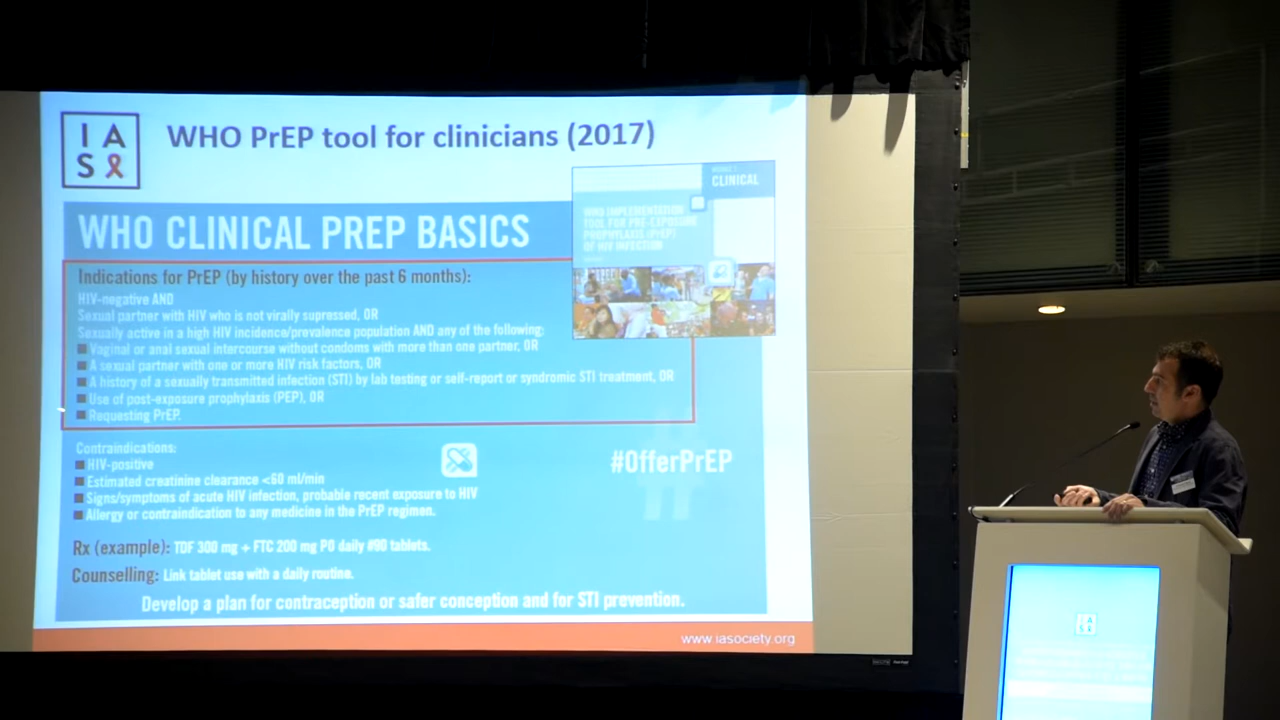 I A
S
WHO PrEP tool for clinicians (2017)
CLINICAL
WHO IMPLEMENTATION
TOOL FOR PRE-EXPOSURE
PROPHYLAXIS (PrEP)
OF HIV INFECTION
WHO CLINICAL PREP BASICS
Indications for PrEP (by history over the past 6 months):
HIV-negative AND
Sexual partner with HIV who is not virally supressed, OR
Sexually active in a high HIV incidence/prevalence population AND any of the following:
Vaginal or anal sexual intercourse without condoms with more than one partner, OR
A sexual partner with one or more HIV risk factors, OR
A history of a sexually transmitted infection (STI) by lab testing or self-report or syndromic STI treatment, OR
Use of post-exposure prophylaxis (PEP), OR
Requesting PrEP.
Contraindications:
HIV-positive
Estimated creatinine clearance <60 ml/min
Signs/symptoms of acute HIV infection, probable recent exposure to HIV
Allergy or contraindication to any medicine in the PrEP regimen.
#OfferPrEP
Rx (example): TDF 300 mg + FTC 200 mg PO daily #90 tablets.
Counselling: Link tablet use with a daily routine.
Develop a plan for contraception or safer conception and for STI prevention.
www.iasociety.org